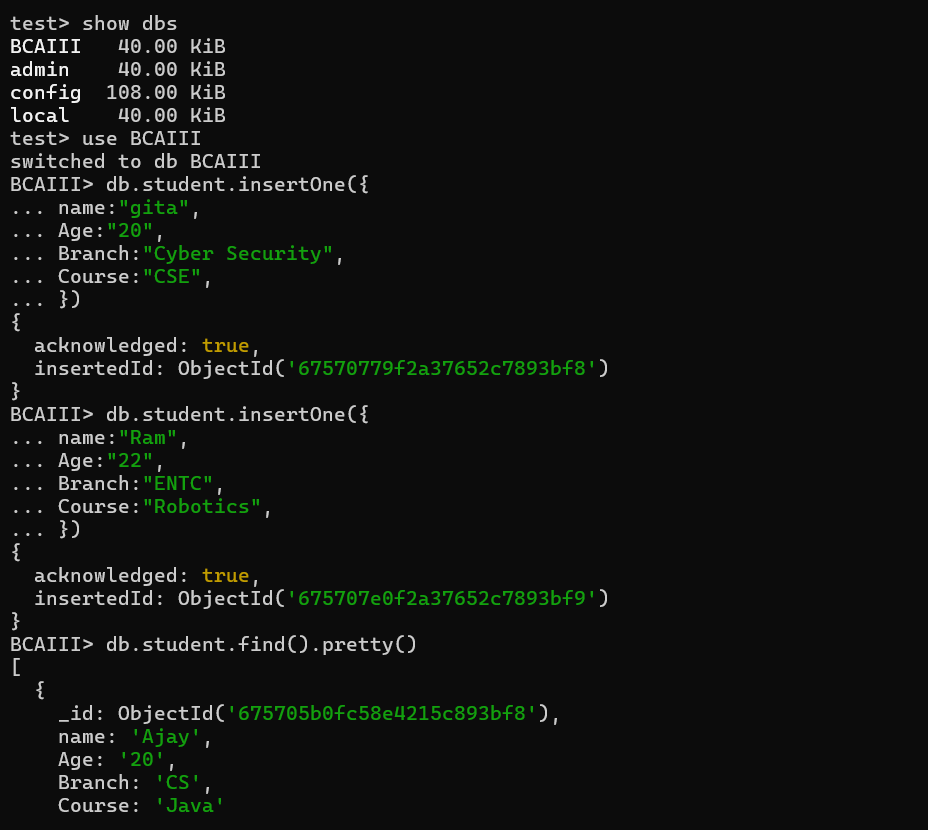 test> show dbs
BCAIII   40.00 KiB
admin    40.00 KiB
config  108.00 KiB
local    40.00 KiB
test> use BCAIII
switched to db BCAIII
BCAIII> db.student.insertOne({
... name:"gita",
... Age:"20",
... Branch:"Cyber Security",
... Course:"CSE",
... })
{
  acknowledged: true,
  insertedId: ObjectId('67570779f2a37652c7893bf8')
}
BCAIII> db.student.insertOne({
... name:"Ram",
... Age:"22",
... Branch:"ENTC",
... Course:"Robotics",
... })
{
  acknowledged: true,
  insertedId: ObjectId('675707e0f2a37652c7893bf9')
}
BCAIII> db.student.find().pretty()
[
  {
    _id: ObjectId('675705b0fc58e4215c893bf8'),
    name: 'Ajay',
    Age: '20',
    Branch: 'CS',
    Course: 'Java'